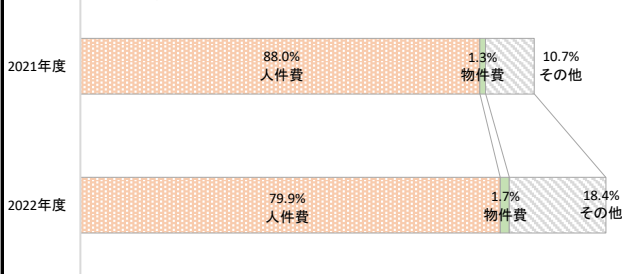 2021年度
88.0%
人件費
1.3%
物件費
10.7%
その他
2022年度
79.9%
人件費
1.7%
物件費
18.4%
その他